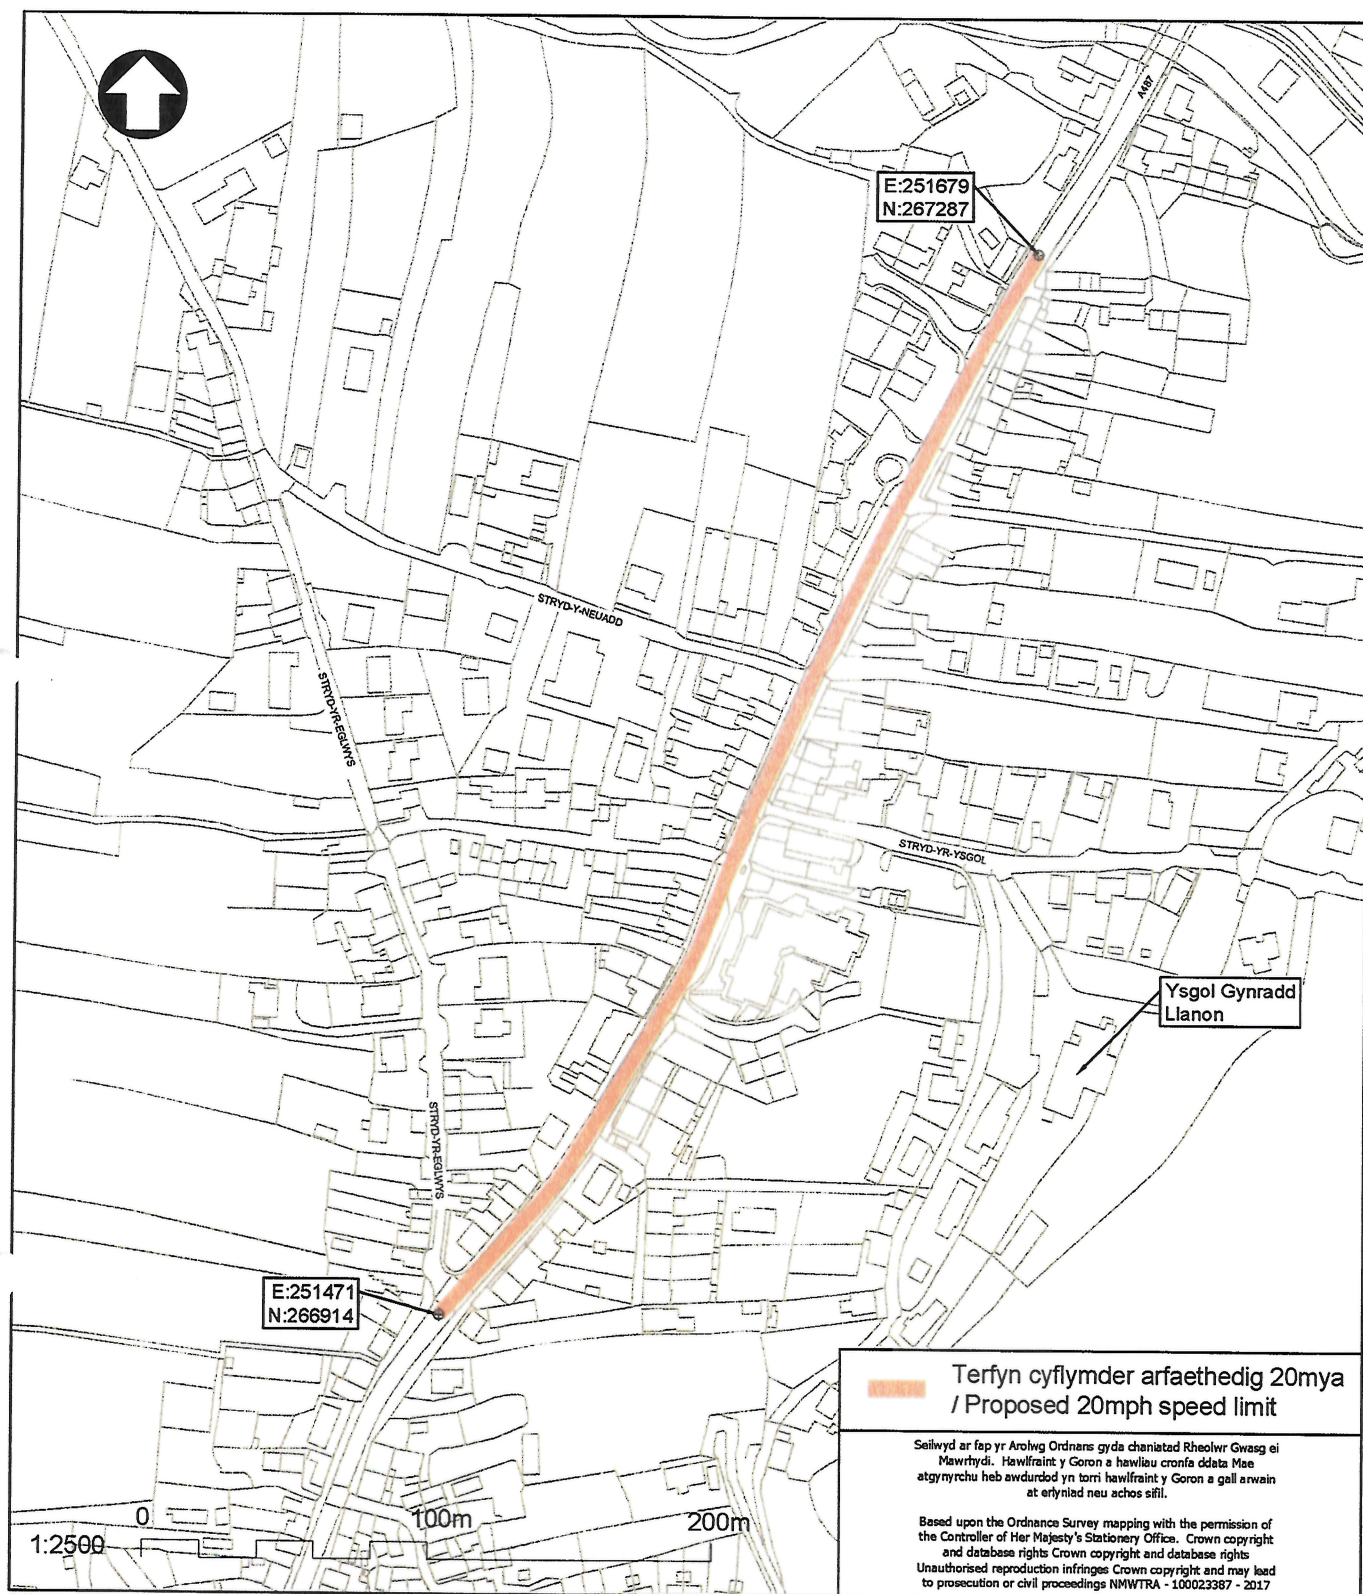 A487
E:251679
N:267287
STRYD-Y-NEUADD
STRYD-YR-EGLWYS
STRYD-YR-YSGOL
Ysgol Gynradd
Llanon
STRYD-YR-EGLWYS
E:251471
N:266914
Terfyn cyflymder arfaethedig 20mya
/ Proposed 20mph speed limit
Seilwyd ar fap yr Arolwg Ordnans gyda chaniatad Rheolwr Gwasg ei
Mawrhydi. Hawlfraint y Goron a hawliau cronfa ddata Mae
atgynyrchu heb awdurdod yn torri hawlfraint y Goron a gall arwain
at erlyniad neu achos sifil.
Based upon the Ordnance Survey mapping with the permission of
the Controller of Her Majesty's Stationery Office. Crown copyright
and database rights Crown copyright and database rights
Unauthorised reproduction infringes Crown copyright and may lead
to prosecution or civil proceedings NMWTRA - 100023387 - 2017
0 100m 200m
1:2500